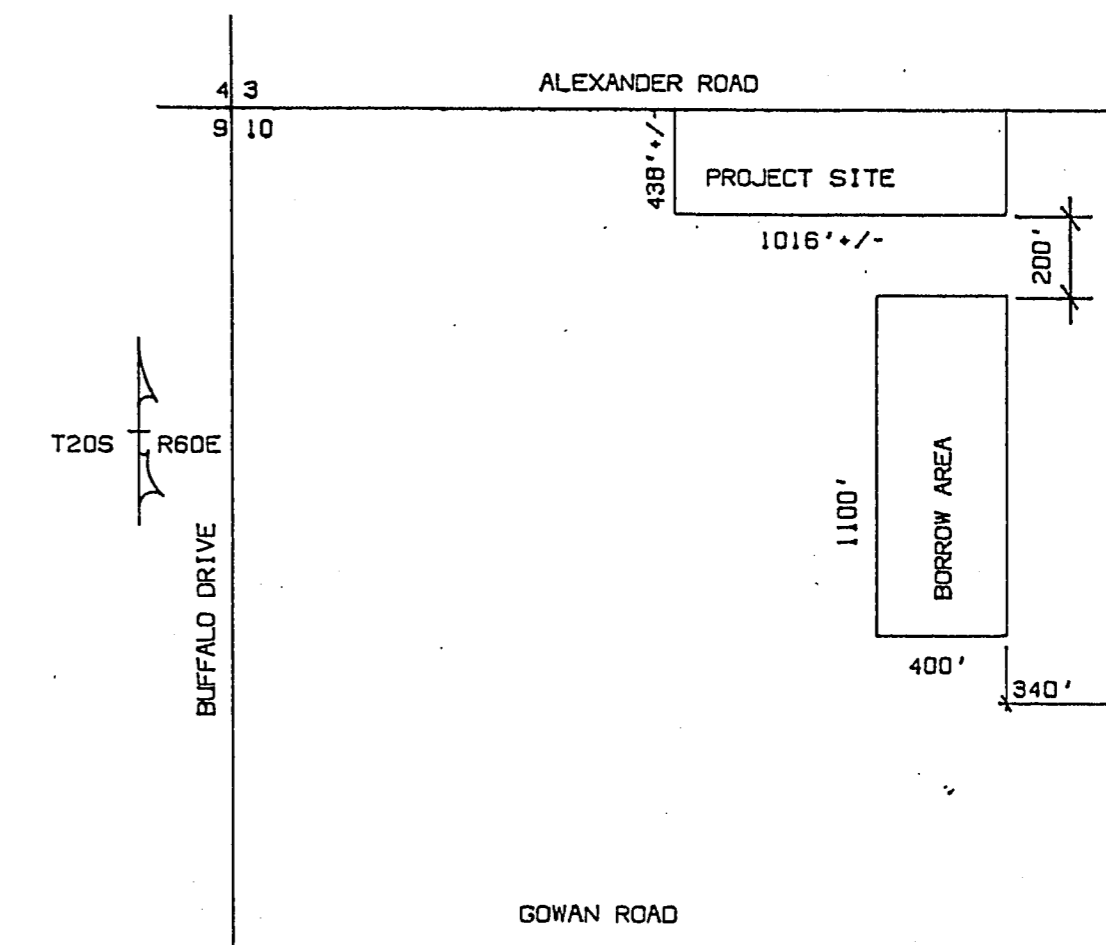 4 3
ALEXANDER ROAD
9 10
438'+/-
PROJECT SITE
1016'+/-
200'
T20S R60E
BUFFALO DRIVE
1100'
BORROW AREA
400'
340'
GOWAN ROAD